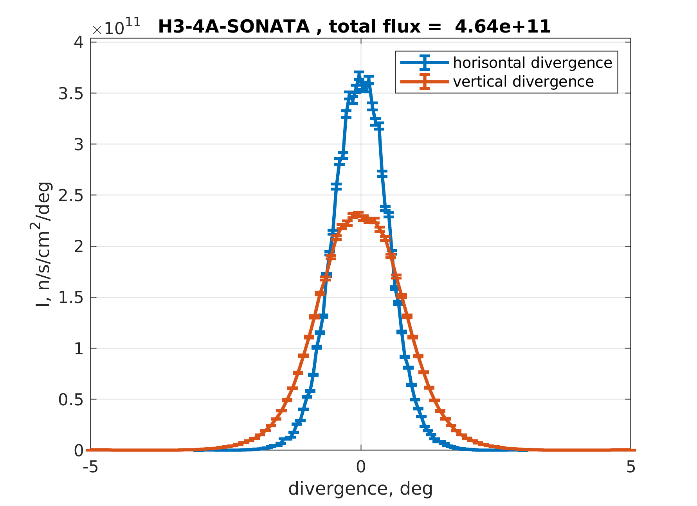 ×10^11
H3-4A-SONATA , total flux =  4.64e+11
horisontal divergence
vertical divergence
I, n/s/cm^2/deg
4
3.5
3
2.5
2
1.5
1
0.5
0
-5
0
5
divergence, deg